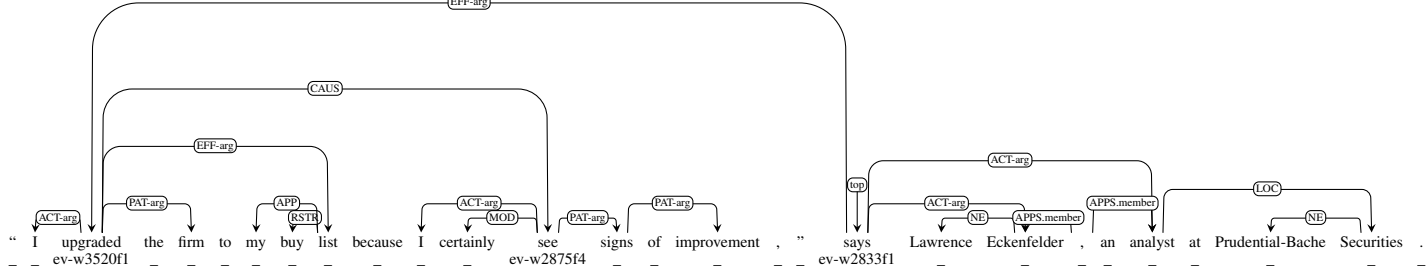 EFF-arg
CAUS
EFF-arg
ACT-arg
top
LOC
ACT-arg PAT-arg APP RSTR ACT-arg MOD PAT-arg PAT-arg ACT-arg NE APPS.member APPS.member NE
“ I upgraded the firm to my buy list because I certainly see signs of improvement , ” says Lawrence Eckenfelder , an analyst at Prudential-Bache Securities .
_ _ ev-w3520f1 _ _ _ _ _ _ _ _ _ ev-w2875f4 _ _ _ _ _ ev-w2833f1 _ _ _ _ _ _ _ _ _